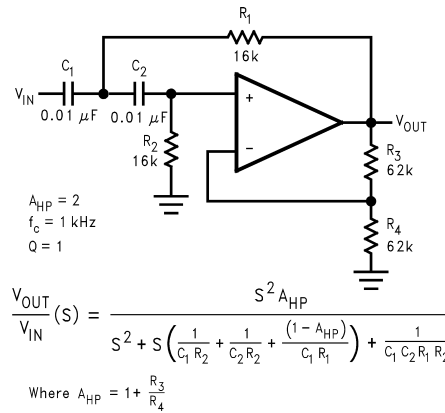 R1
16k
C1
C2
VIN
0.01 μF
0.01 μF
+
−
VOUT
R2
16k
R3
62k
R4
62k
AHP = 2
fc = 1 kHz
Q = 1
VOUT/VIN (S) = S² AHP / (S² + S(1/(C1 R2) + 1/(C2 R2) + (1 − AHP)/(C1 R1)) + 1/(C1 C2 R1 R2
Where AHP = 1 + R3/R4